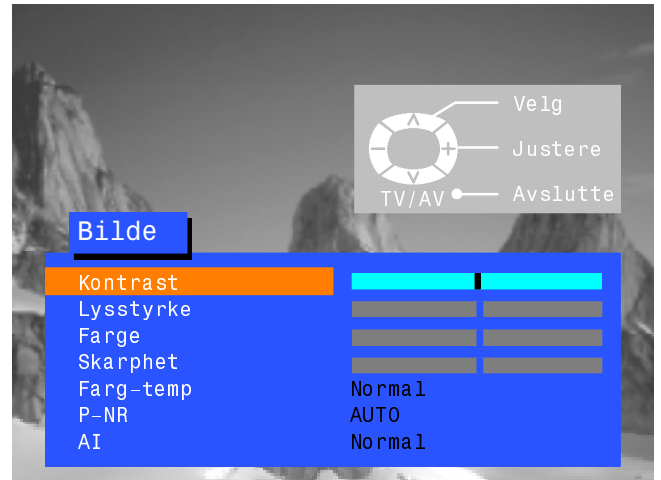 Velg
Justere
TV/AV Avslutte
Bilde
Kontrast
Lysstyrke
Farge
Skarphet
Farg-temp Normal
P-NR AUTO
AI Normal